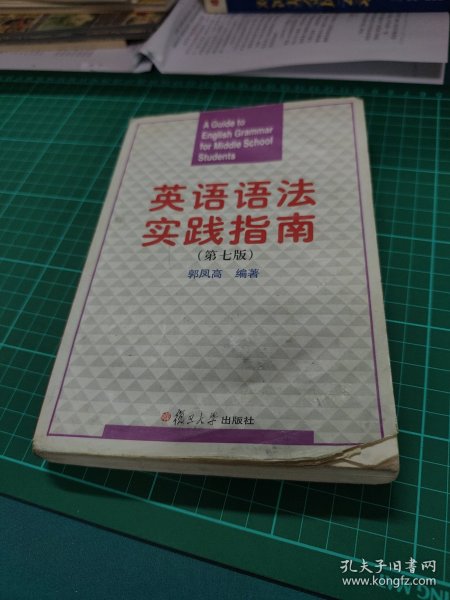 A Guide to
English Grammar
for Middle School
Students
英语语法
实践指南
（第七版）
郭凤高 编著
復旦大学出版社
孔夫子旧书网
www.kongfz.com